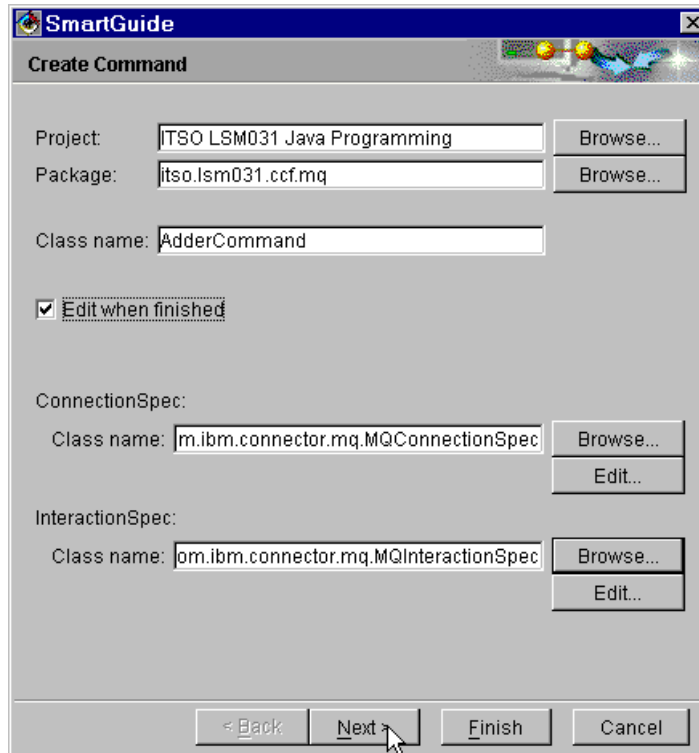 SmartGuide
Create Command
Project: ITSO LSM031 Java Programming Browse...
Package: itso.lsm031.ccf.mq Browse...
Class name: AdderCommand
Edit when finished
ConnectionSpec:
Class name: m.ibm.connector.mq.MQConnectionSpec Browse...
Edit...
InteractionSpec:
Class name: om.ibm.connector.mq.MQInteractionSpec Browse...
Edit...
< Back Next > Finish Cancel